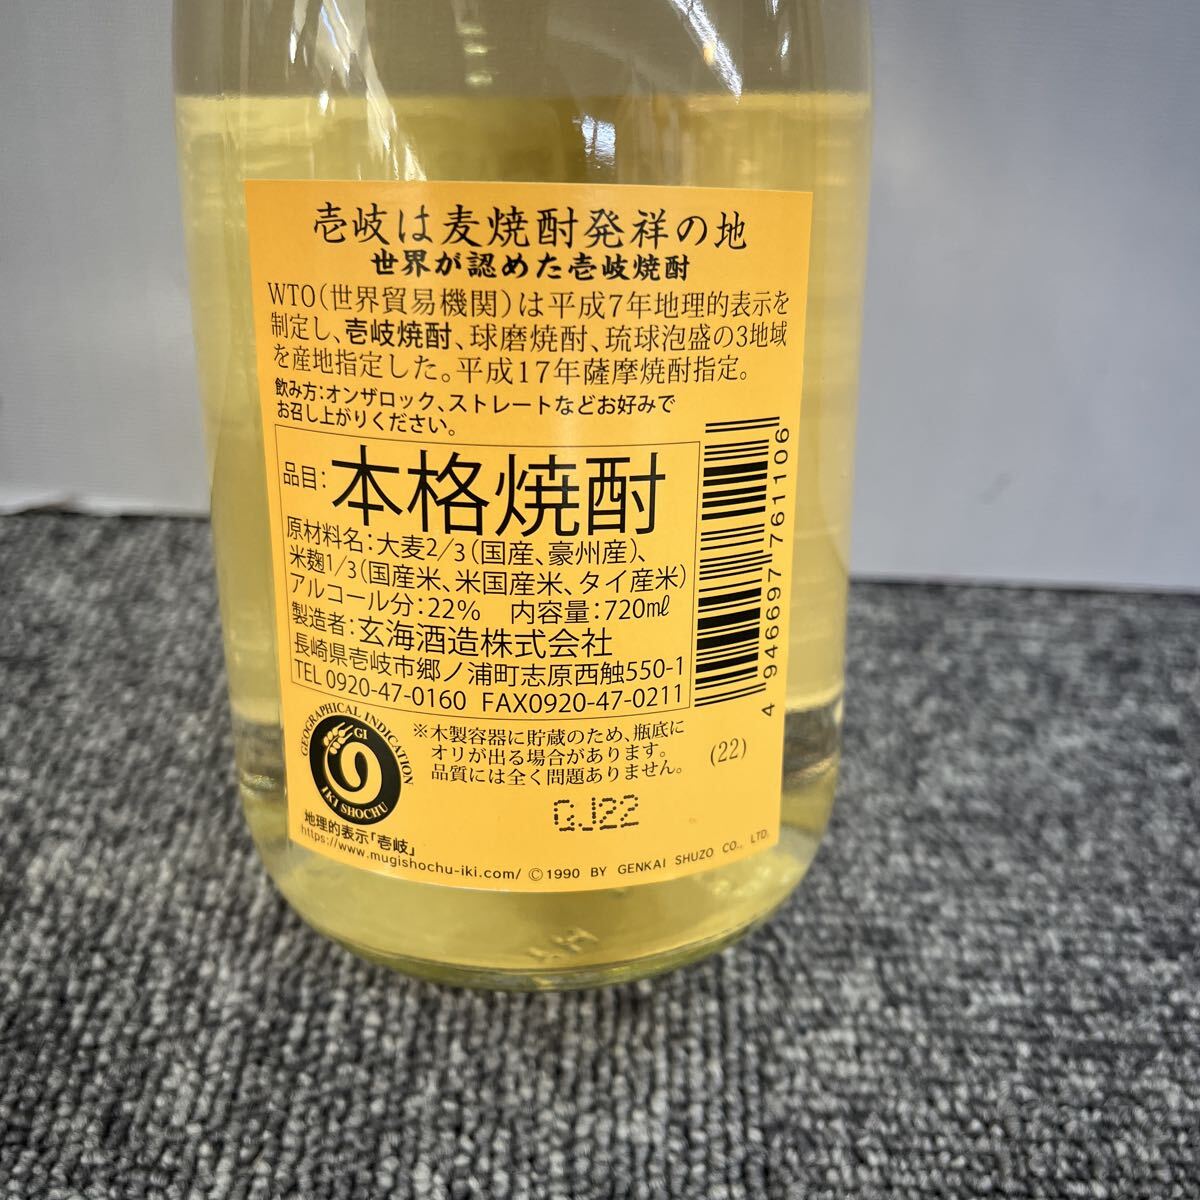 壱岐は麦焼酎発祥の地
世界が認めた壱岐焼酎
WTO(世界貿易機関)は平成7年地理的表示を
制定し、壱岐焼酎、球磨焼酎、琉球泡盛の3地域
を産地指定した。平成17年薩摩焼酎指定。
飲み方:オンザロック、ストレートなどお好みで
お召し上がりください。
品目:本格焼酎
原材料名:大麦2/3(国産、豪州産)、
米麹1/3(国産米、米国産米、タイ産米)
アルコール分:22% 内容量:720mℓ
製造者:玄海酒造株式会社
長崎県壱岐市郷ノ浦町志原西触550-1
TEL 0920-47-0160 FAX0920-47-0211
4 946697 761106
※木製容器に貯蔵のため、瓶底に
オリが出る場合があります。
品質には全く問題ありません。
(22)
GEOGRAPHICAL INDICATION
GI
IKI SHOCHU
地理的表示「壱岐」
https://www.mugishochu-iki.com/ ©1990 BY GENKAI SHUZO CO., LTD.